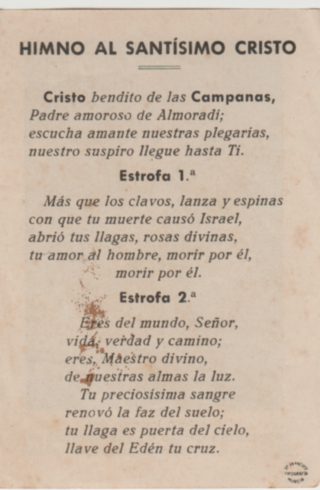 HIMNO AL SANTÍSIMO CRISTO
Cristo bendito de las Campanas,
Padre amoroso de Almoradi;
escucha amante nuestras plegarias,
nuestro suspiro llegue hasta Ti.
Estrofa 1.ª
Más que los clavos, lanza y espinas
con que tu muerte causó Israel,
abrió tus llagas, rosas divinas,
tu amor al hombre, morir por él,
morir por él.
Estrofa 2.ª
Eres del mundo, Señor,
vida, verdad y camino;
eres, Maestro divino,
de nuestras almas la luz.
Tu preciosísima sangre
renovó la faz del suelo;
tu llaga es puerta del cielo,
llave del Edén tu cruz.